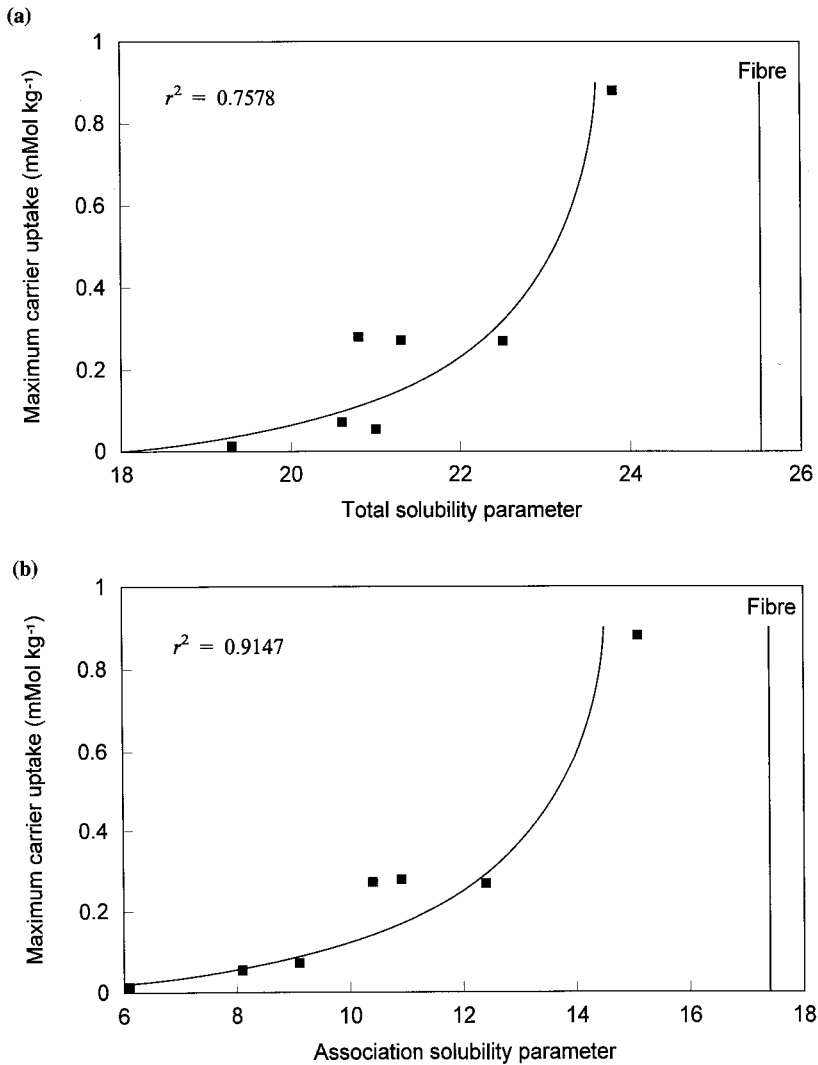 (a)
Maximum carrier uptake (mMol kg⁻¹)
1
0.8
0.6
0.4
0.2
0
r² = 0.7578
Fibre
18 20 22 24 26
Total solubility parameter
(b)
Maximum carrier uptake (mMol kg⁻¹)
1
0.8
0.6
0.4
0.2
0
r² = 0.9147
Fibre
6 8 10 12 14 16 18
Association solubility parameter